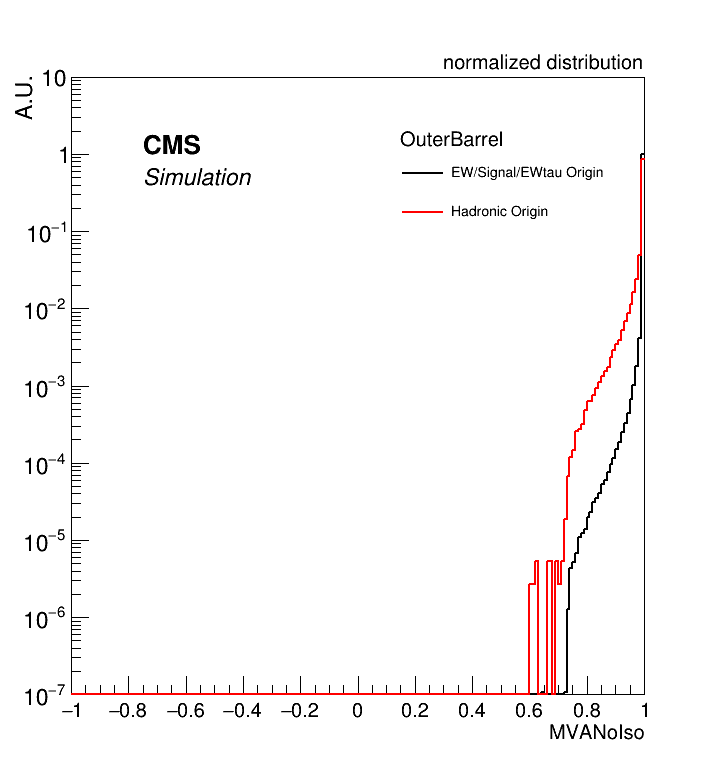 normalized distribution
A.U.
10
1
10⁻¹
10⁻²
10⁻³
10⁻⁴
10⁻⁵
10⁻⁶
10⁻⁷
CMS
Simulation
OuterBarrel
EW/Signal/EWtau Origin
Hadronic Origin
−1 −0.8 −0.6 −0.4 −0.2 0 0.2 0.4 0.6 0.8 1
MVANoIso